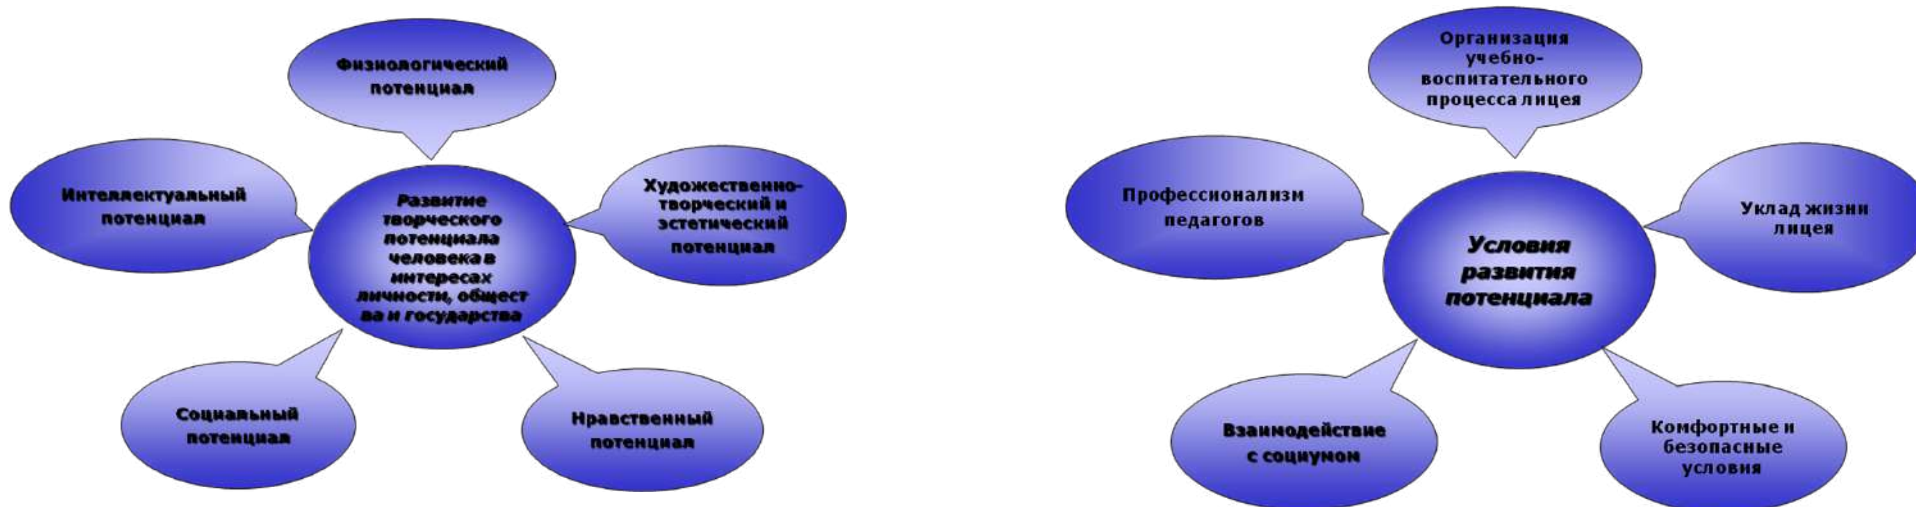 Физиологический
потенциал
Интеллектуальный
потенциал
Развитие
творческого
потенциала
человека в
интересах
личности, общест
ва и государства
Художественно-
творческий и
эстетический
потенциал
Социальный
потенциал
Нравственный
потенциал
Организация
учебно-
воспитательного
процесса лицея
Профессионализм
педагогов
Условия
развития
потенциала
Уклад жизни
лицея
Взаимодействие
с социумом
Комфортные и
безопасные
условия